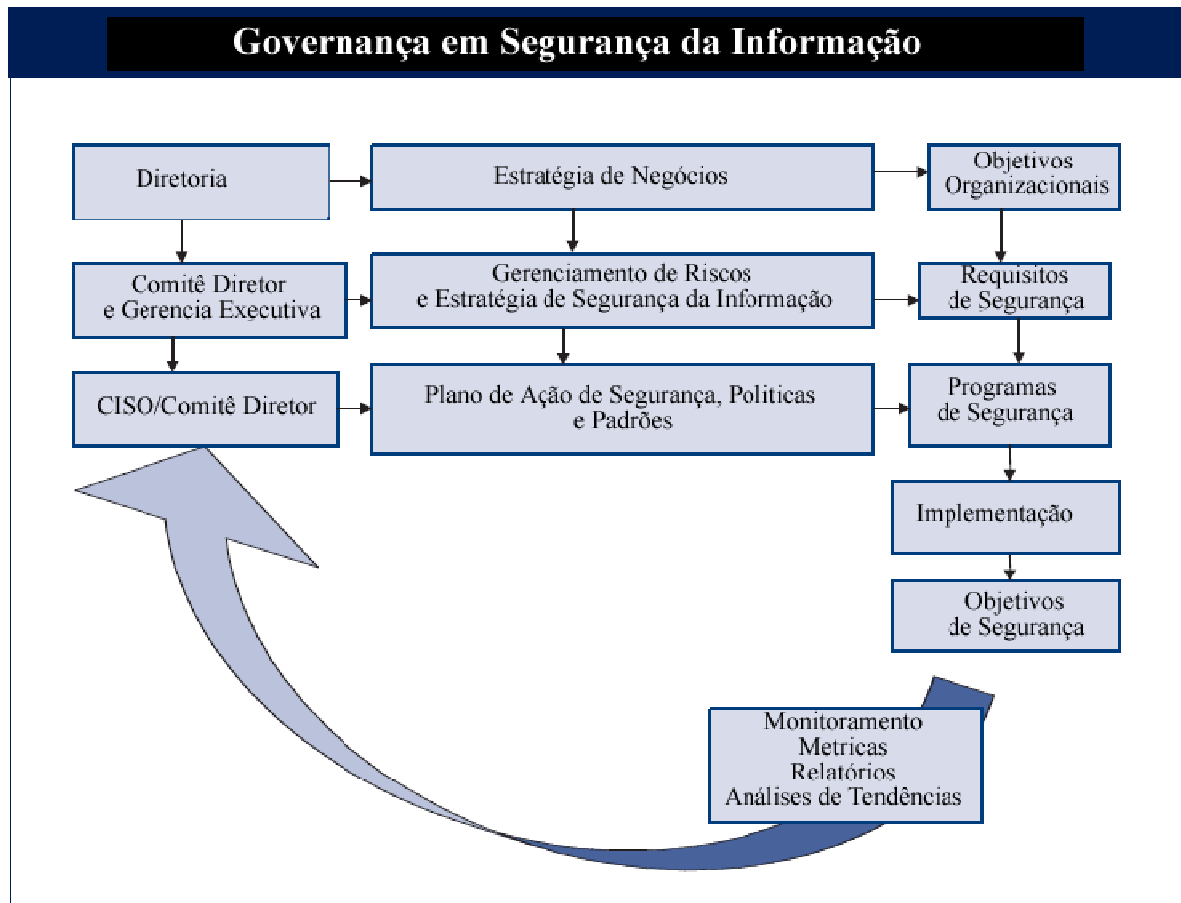 Governança em Segurança da Informação
Diretoria
Estratégia de Negócios
Objetivos
Organizacionais
Comitê Diretor
e Gerencia Executiva
Gerenciamento de Riscos
e Estratégia de Segurança da Informação
Requisitos
de Segurança
CISO/Comitê Diretor
Plano de Ação de Segurança, Politicas
e Padrões
Programas
de Segurança
Implementação
Objetivos
de Segurança
Monitoramento
Metricas
Relatórios
Análises de Tendências